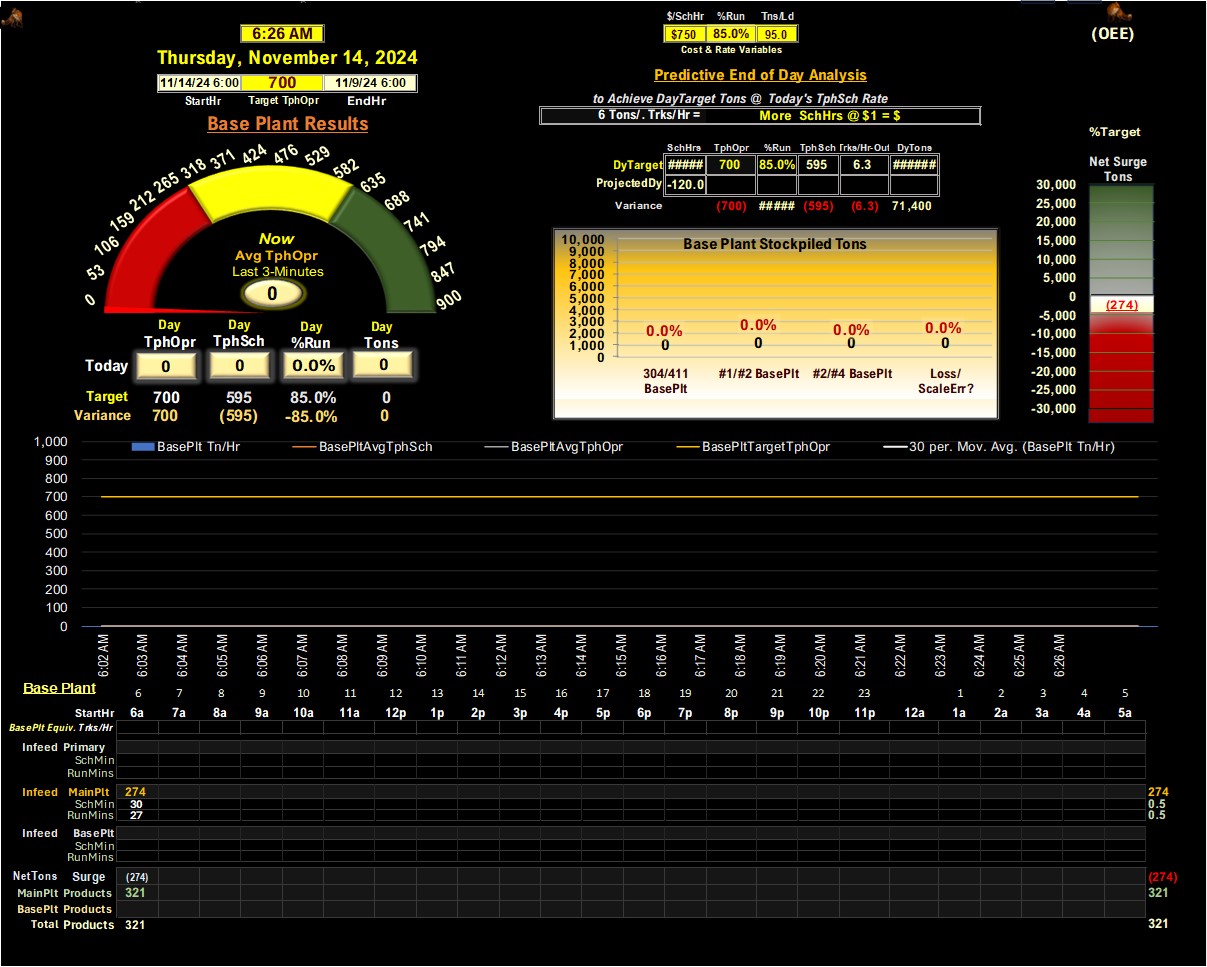 $/SchHr %Run Tns/Ld
6:26 AM $750 85.0% 95.0 (OEE)
Cost & Rate Variables
Thursday, November 14, 2024
11/14/24 6:00 700 11/9/24 6:00
StartHr Target TphOpr EndHr
Predictive End of Day Analysis
to Achieve DayTarget Tons @ Today's TphSch Rate
6 Tons/. Trks/Hr = More SchHrs @ $1 = $
Base Plant Results
%Target
SchHrs TphOpr %Run TphSch Trks/Hr-Out DyTons
DyTarget ##### 700 85.0% 595 6.3 ######
ProjectedDy -120.0
Variance (700) ##### (595) (6.3) 71,400
Net Surge
Tons
30,000
25,000
20,000
15,000
10,000
5,000
0
(274)
-5,000
-10,000
-15,000
-20,000
-25,000
-30,000
0 53 106 159 212 265 318 371 424 476 529 582 635 688 741 794 847 900
Now
Avg TphOpr
Last 3-Minutes
0
Base Plant Stockpiled Tons
10,000
9,000
8,000
7,000
6,000
5,000
4,000
3,000
2,000
1,000
0
0.0% 0.0% 0.0% 0.0%
0 0 0 0
304/411 #1/#2 BasePlt #2/#4 BasePlt Loss/
BasePlt ScaleErr?
Day Day Day Day
TphOpr TphSch %Run Tons
Today 0 0 0.0% 0
Target 700 595 85.0% 0
Variance 700 (595) -85.0% 0
BasePlt Tn/Hr BasePltAvgTphSch BasePltAvgTphOpr BasePltTargetTphOpr 30 per. Mov. Avg. (BasePlt Tn/Hr)
1,000
900
800
700
600
500
400
300
200
100
0
6:02 AM 6:03 AM 6:04 AM 6:05 AM 6:06 AM 6:07 AM 6:08 AM 6:09 AM 6:10 AM 6:11 AM 6:12 AM 6:13 AM 6:14 AM 6:15 AM 6:16 AM 6:17 AM 6:18 AM 6:19 AM 6:20 AM 6:21 AM 6:22 AM 6:23 AM 6:24 AM 6:25 AM 6:26 AM
Base Plant 6 7 8 9 10 11 12 13 14 15 16 17 18 19 20 21 22 23 1 2 3 4 5
StartHr 6a 7a 8a 9a 10a 11a 12p 1p 2p 3p 4p 5p 6p 7p 8p 9p 10p 11p 12a 1a 2a 3a 4a 5a
BasePlt Equiv. Trks/Hr
Infeed Primary
SchMin
RunMins
Infeed MainPlt 274 274
SchMin 30 0.5
RunMins 27 0.5
Infeed BasePlt
SchMin
RunMins
NetTons Surge (274) (274)
MainPlt Products 321 321
BasePlt Products
Total Products 321 321